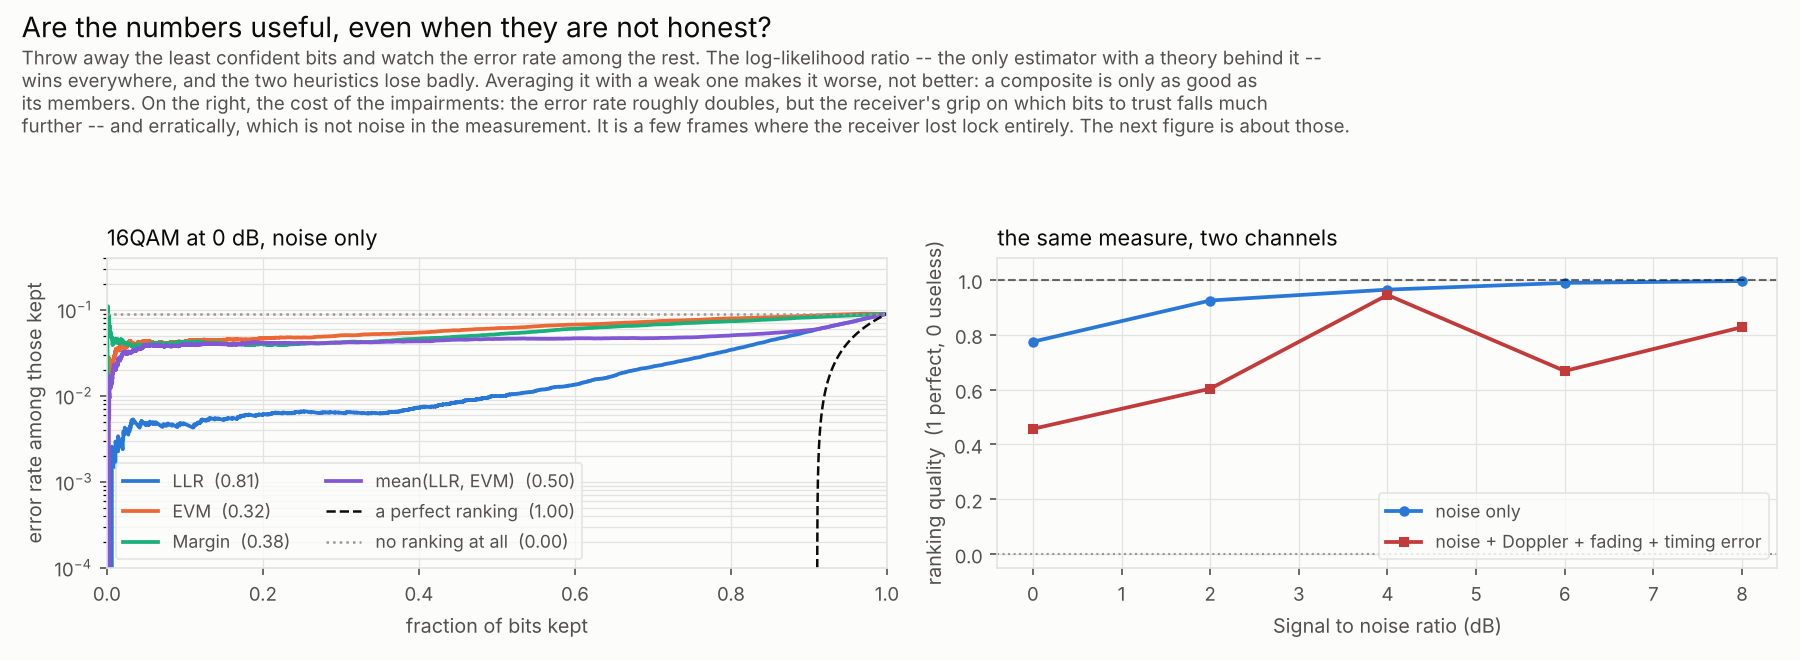 Are the numbers useful, even when they are not honest?
Throw away the least confident bits and watch the error rate among the rest. The log-likelihood ratio -- the only estimator with a theory behind it --
wins everywhere, and the two heuristics lose badly. Averaging it with a weak one makes it worse, not better: a composite is only as good as
its members. On the right, the cost of the impairments: the error rate roughly doubles, but the receiver's grip on which bits to trust falls much
further -- and erratically, which is not noise in the measurement. It is a few frames where the receiver lost lock entirely. The next figure is about those.
16QAM at 0 dB, noise only
error rate among those kept
10⁻¹
10⁻²
10⁻³
10⁻⁴
LLR (0.81)
EVM (0.32)
Margin (0.38)
mean(LLR, EVM) (0.50)
a perfect ranking (1.00)
no ranking at all (0.00)
0.0 0.2 0.4 0.6 0.8 1.0
fraction of bits kept
the same measure, two channels
ranking quality (1 perfect, 0 useless)
1.0
0.8
0.6
0.4
0.2
0.0
noise only
noise + Doppler + fading + timing error
0 1 2 3 4 5 6 7 8
Signal to noise ratio (dB)